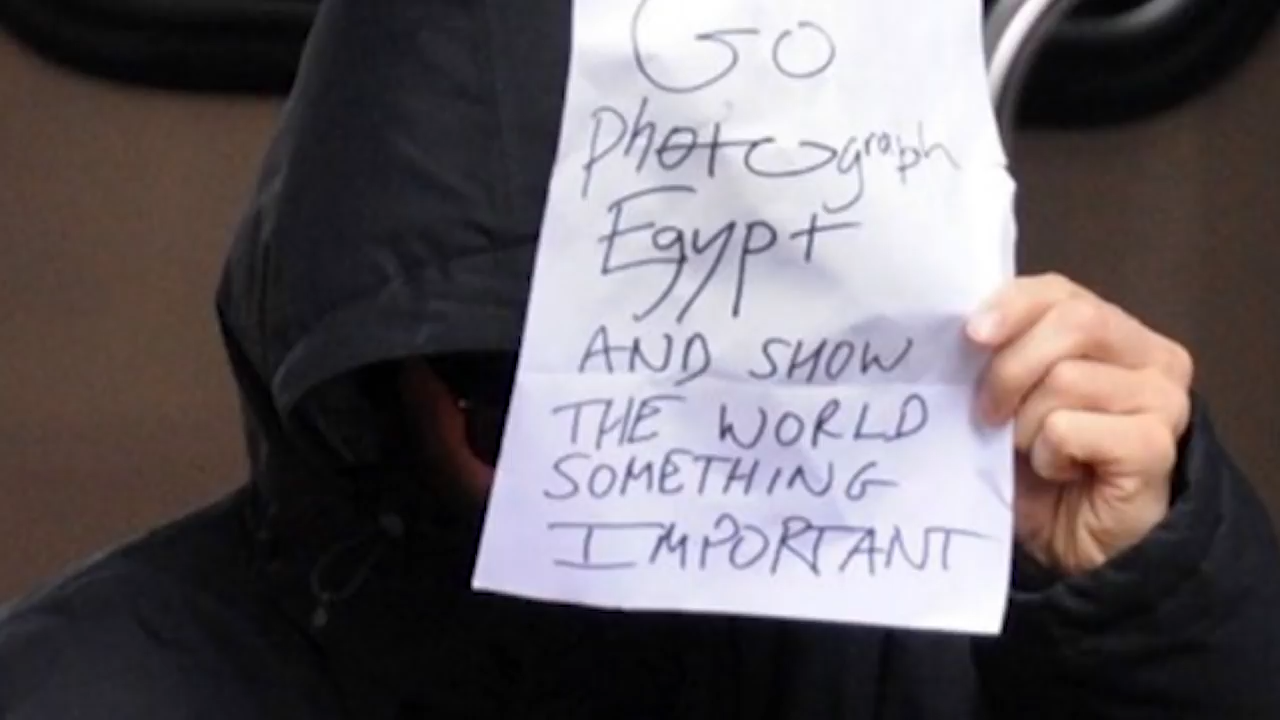 Go
photograph
Egypt
AND SHOW
THE WORLD
SOMETHING
IMPORTANT